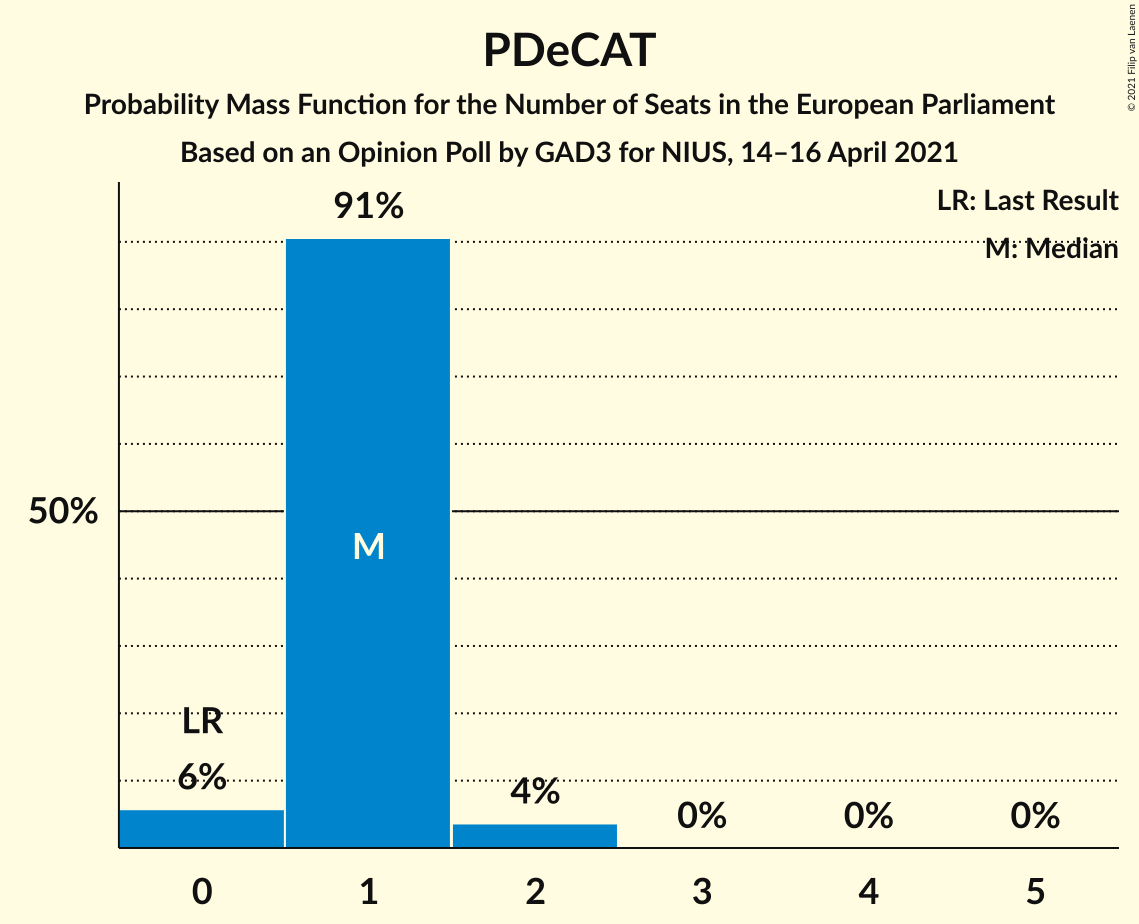 PDeCAT
Probability Mass Function for the Number of Seats in the European Parliament
Based on an Opinion Poll by GAD3 for NIUS, 14–16 April 2021
© 2021 Filip van Laenen
LR: Last Result
M: Median
91%
50%
M
LR
6%
4%
0%
0%
0%
0
1
2
3
4
5